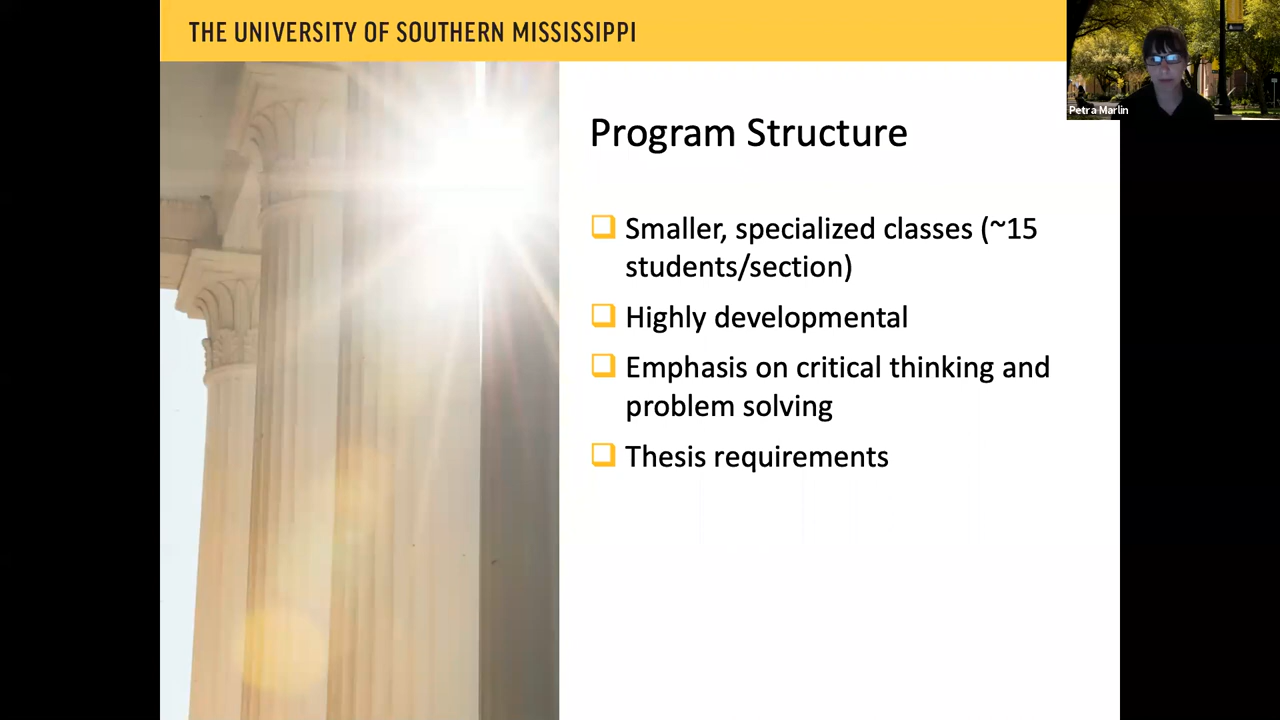 THE UNIVERSITY OF SOUTHERN MISSISSIPPI
Petra Marlin
Program Structure
Smaller, specialized classes (~15
students/section)
Highly developmental
Emphasis on critical thinking and
problem solving
Thesis requirements